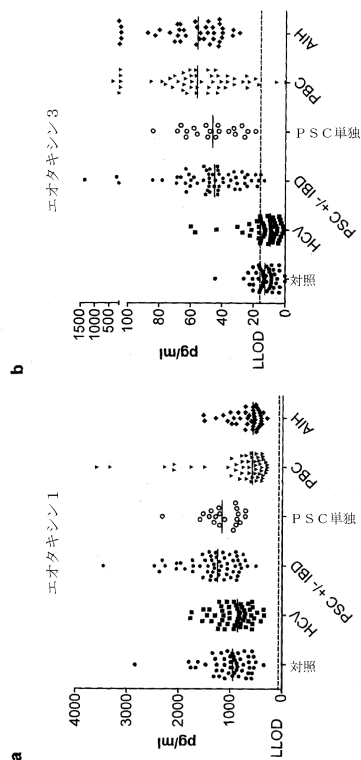 a
エオタキシン1
pg/ml
4000
3000
2000
1000
LLOD
対照
HCV
PSC +/- IBD
PSC単独
PBC
AIH
b
エオタキシン3
pg/ml
1500
1000
500
100
80
60
40
20
0
LLOD
対照
HCV
PSC +/- IBD
PSC単独
PBC
AIH